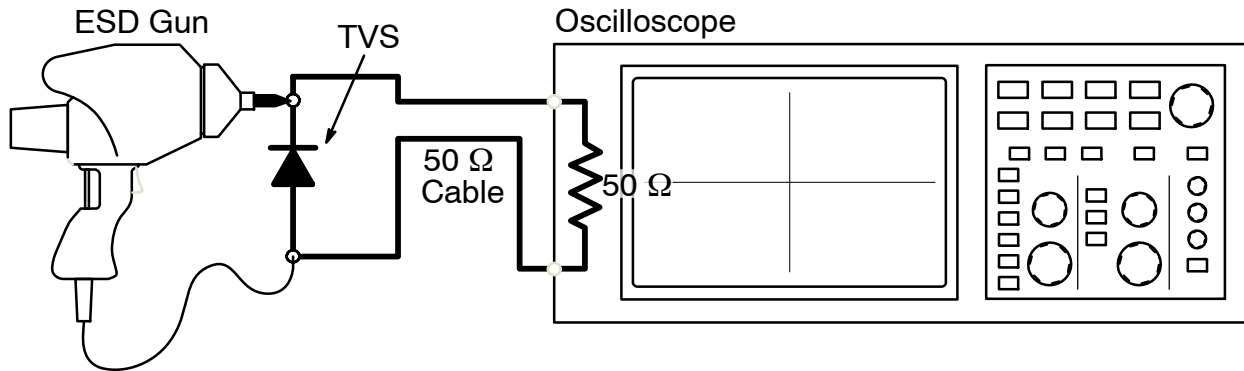 ESD Gun
TVS
Oscilloscope
50 Ω
Cable
50 Ω